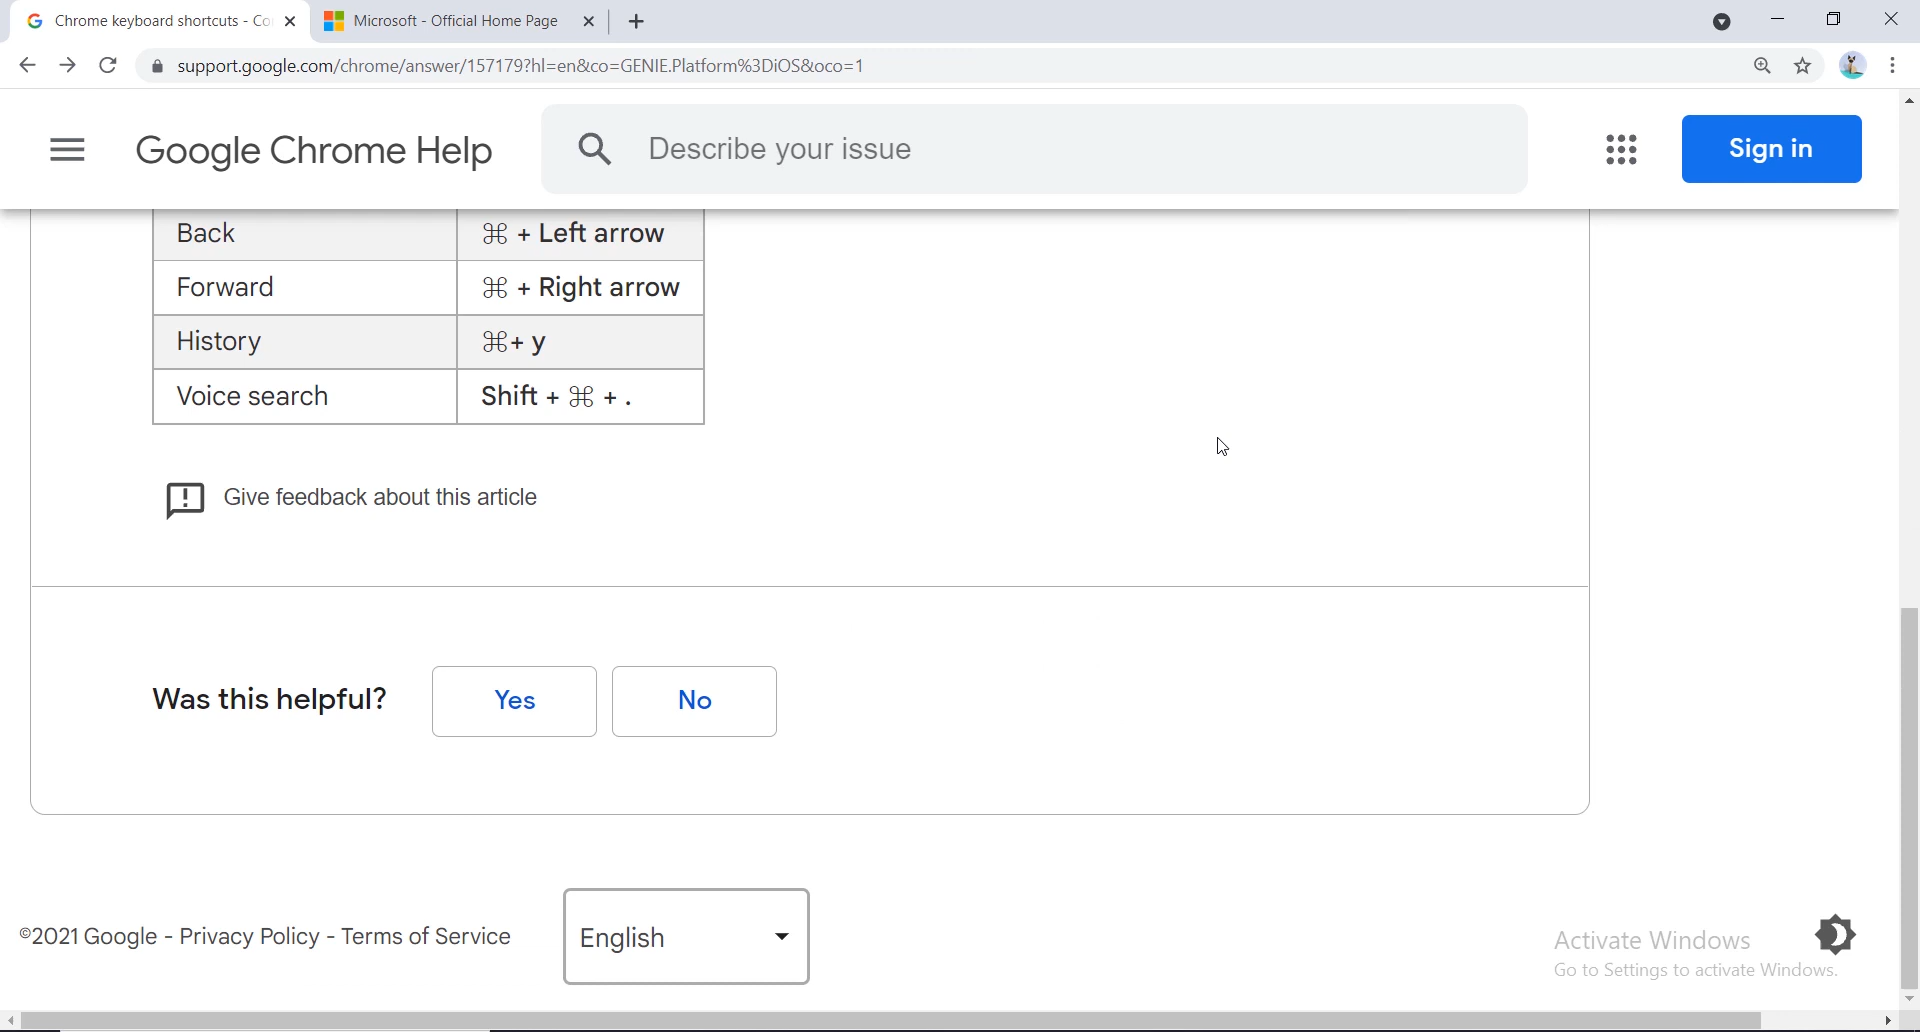 Chrome keyboard shortcuts - Co
Microsoft - Official Home Page
support.google.com/chrome/answer/157179?hl=en&co=GENIE.Platform%3DiOS&oco=1
Google Chrome Help
Describe your issue
Sign in
Back ⌘ + Left arrow
Forward ⌘ + Right arrow
History ⌘+ y
Voice search Shift + ⌘ + .
Give feedback about this article
Was this helpful? Yes No
©2021 Google - Privacy Policy - Terms of Service English
Activate Windows
Go to Settings to activate Windows.